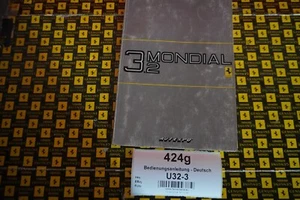 3.2 MONDIAL
424g
Bedienungsanleitung - Deutsch
U32-3